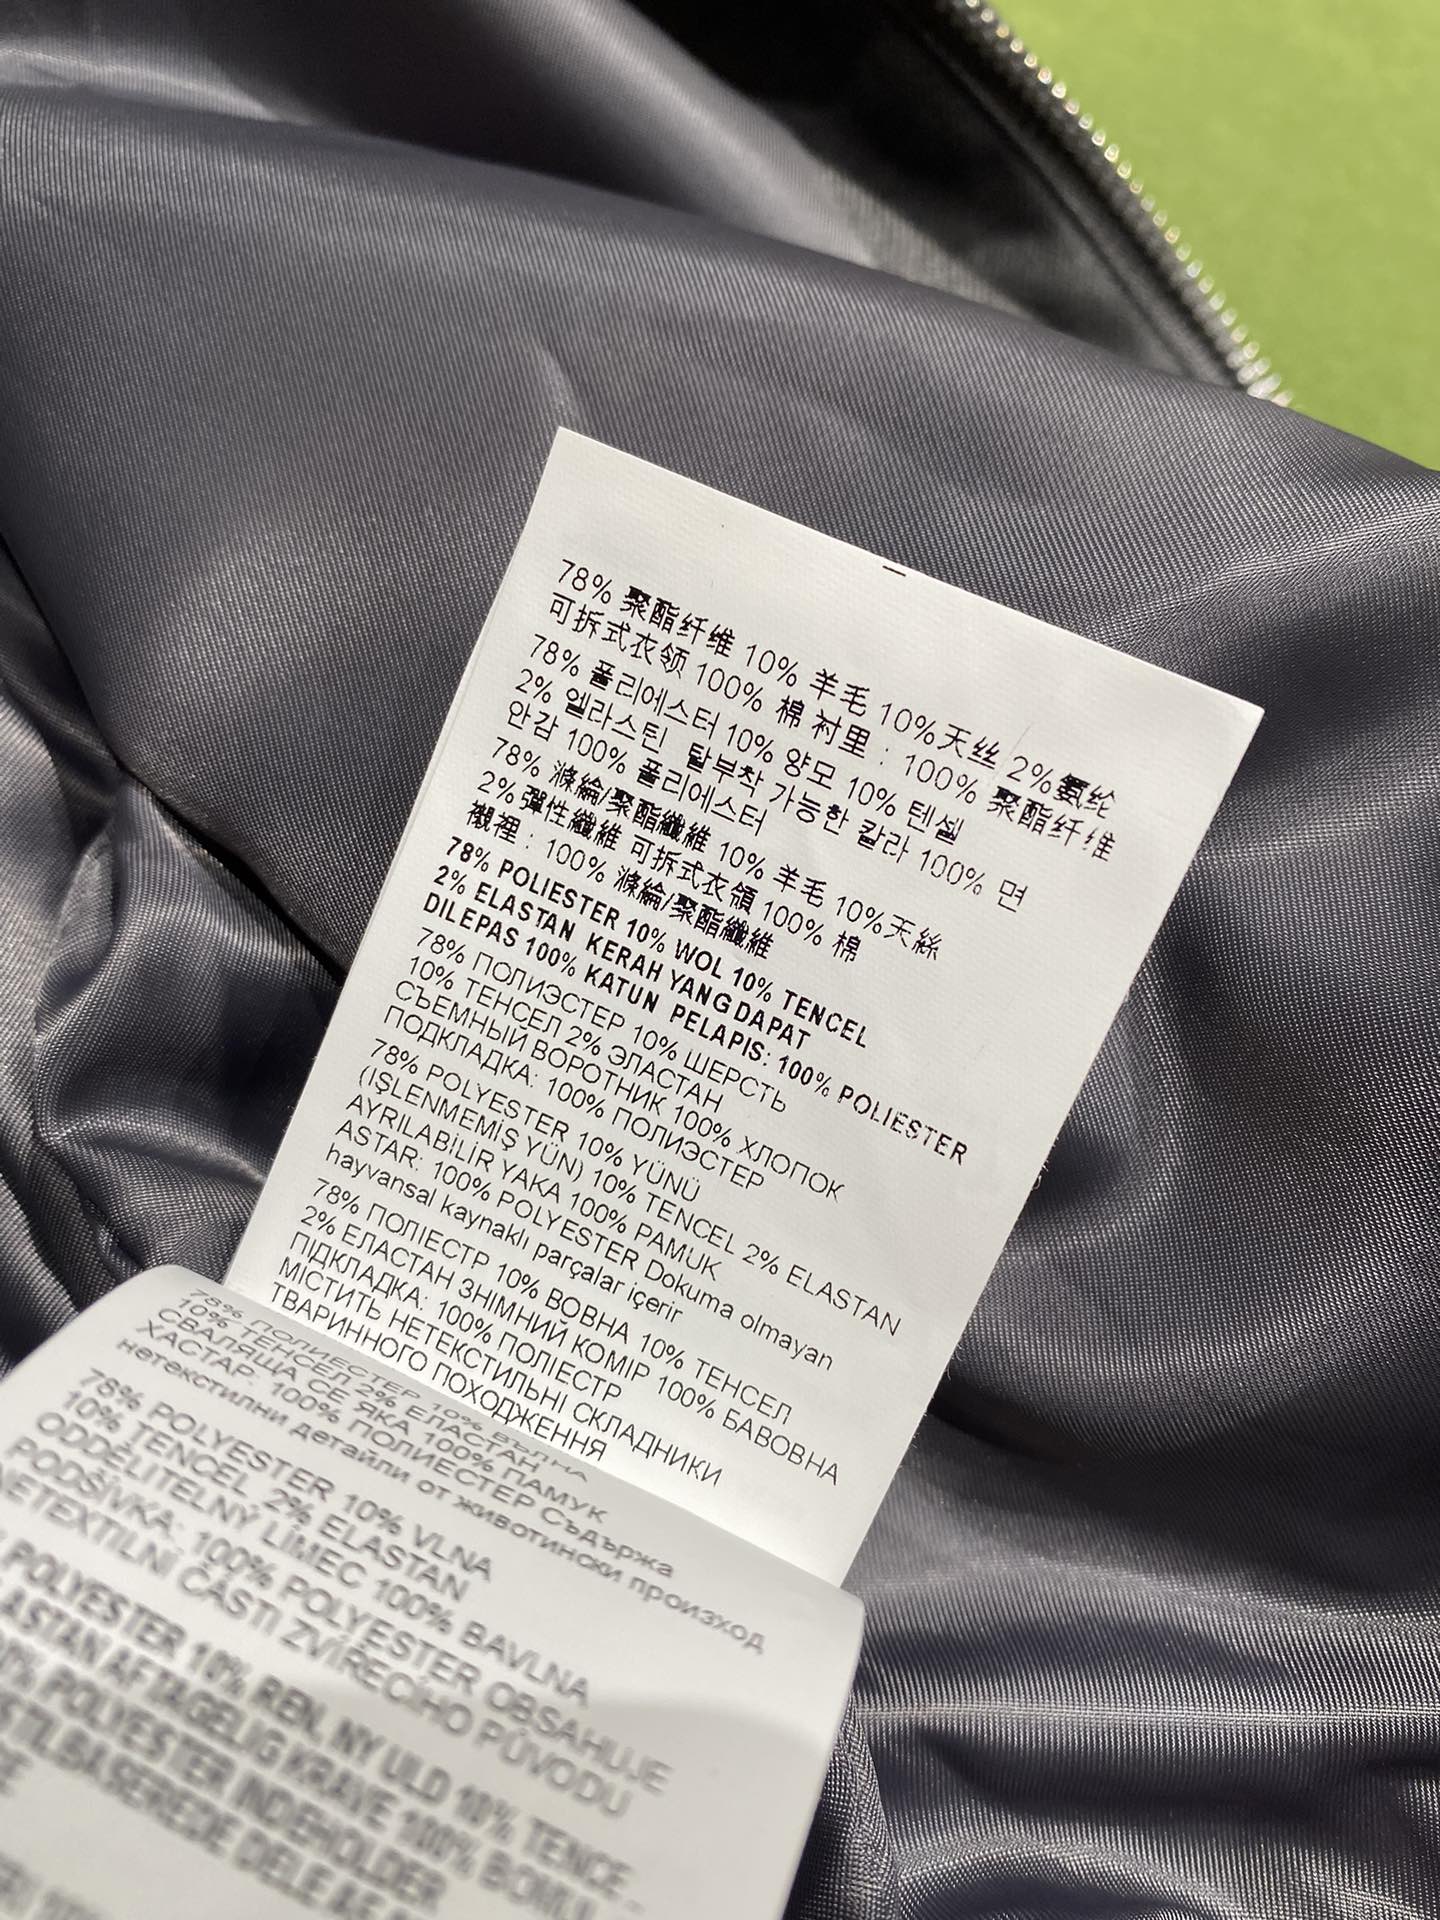 78% 聚酯纤维 10% 羊毛 10%天丝 2%氨纶
可拆式衣领 100% 棉 衬里：100% 聚酯纤维
78% 폴리에스터 10% 양모 10% 텐셀
2% 엘라스틴 탈부착 가능한 칼라 100% 면
안감 100% 폴리에스터
78% 滌綸/聚酯纖維 10% 羊毛 10%天絲
2%彈性纖維 可拆式衣領 100% 棉
襯裡：100% 滌綸/聚酯纖維
78% POLIESTER 10% WOL 10% TENCEL
2% ELASTAN KERAH YANG DAPAT
DILEPAS 100% KATUN PELAPIS: 100% POLIESTER
78% ПОЛИЭСТЕР 10% ШЕРСТЬ
10% ТЕНСЕЛ 2% ЭЛАСТАН
СЪЕМНЫЙ ВОРОТНИК 100% ХЛОПОК
ПОДКЛАДКА: 100% ПОЛИЭСТЕР
78% POLYESTER 10% YÜNÜ
(IŞLENMEMİŞ YÜN) 10% TENCEL 2% ELASTAN
AYRILABİLIR YAKA 100% PAMUK
ASTAR: 100% POLYESTER Dokuma olmayan
hayvansal kaynaklı parçalar içerir
78% ПОЛІЕСТР 10% ВОВНА 10% ТЕНСЕЛ
2% ЕЛАСТАН ЗНІМНИЙ КОМІР 100% БАВОВНА
ПІДКЛАДКА: 100% ПОЛІЕСТР
МІСТИТЬ НЕТЕКСТИЛЬНІ СКЛАДНИКИ
ТВАРИННОГО ПОХОДЖЕННЯ
78% ПОЛИЕСТЕР 10% ВЪЛНА
10% ТЕНСЕЛ 2% ЕЛАСТАН
СВАЛЯЩА СЕ ЯКА 100% ПАМУК
ХАСТАР: 100% ПОЛИЕСТЕР Съдържа
нетекстилни детайли от животински произход
78% POLYESTER 10% VLNA
10% TENCEL 2% ELASTAN
ODDĚLITELNÝ LÍMEC 100% BAVLNA
PODŠÍVKA: 100% POLYESTER OBSAHUJE
NETEXTILNÍ ČÁSTI ZVÍŘECÍHO PŮVODU
POLYESTER 10% REN, NY ULD 10% TENCE
ASTAN AFTAGELIG KRAVE 100% BOMU
% POLYESTER INDEHOLDER